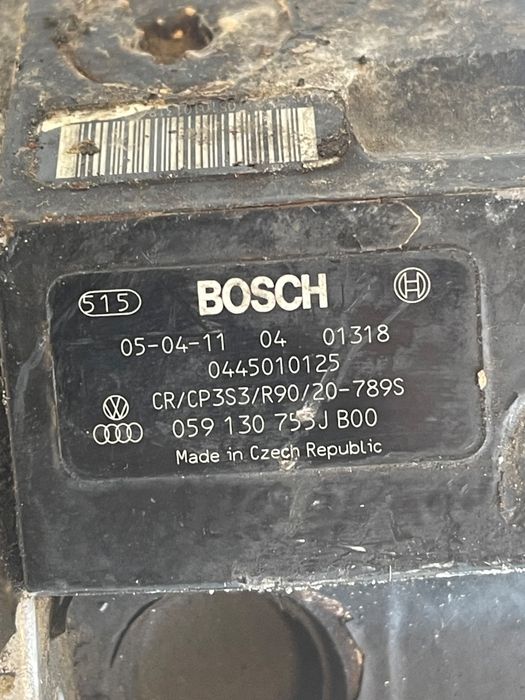 515 BOSCH
05-04-11 04 01318
0445010125
CR/CP3S3/R90/20-789S
059 130 755J B00
Made in Czech Republic